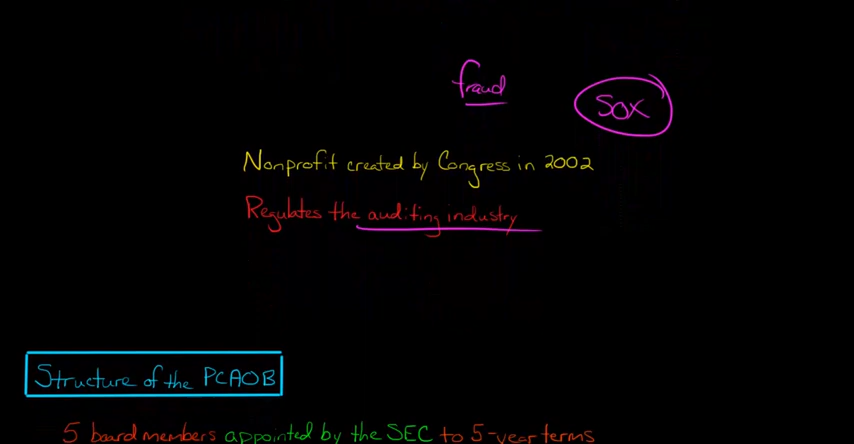 fraud
SOX
Nonprofit created by Congress in 2002
Regulates the auditing industry
Structure of the PCAOB
5 board members appointed by the SEC to 5-year terms